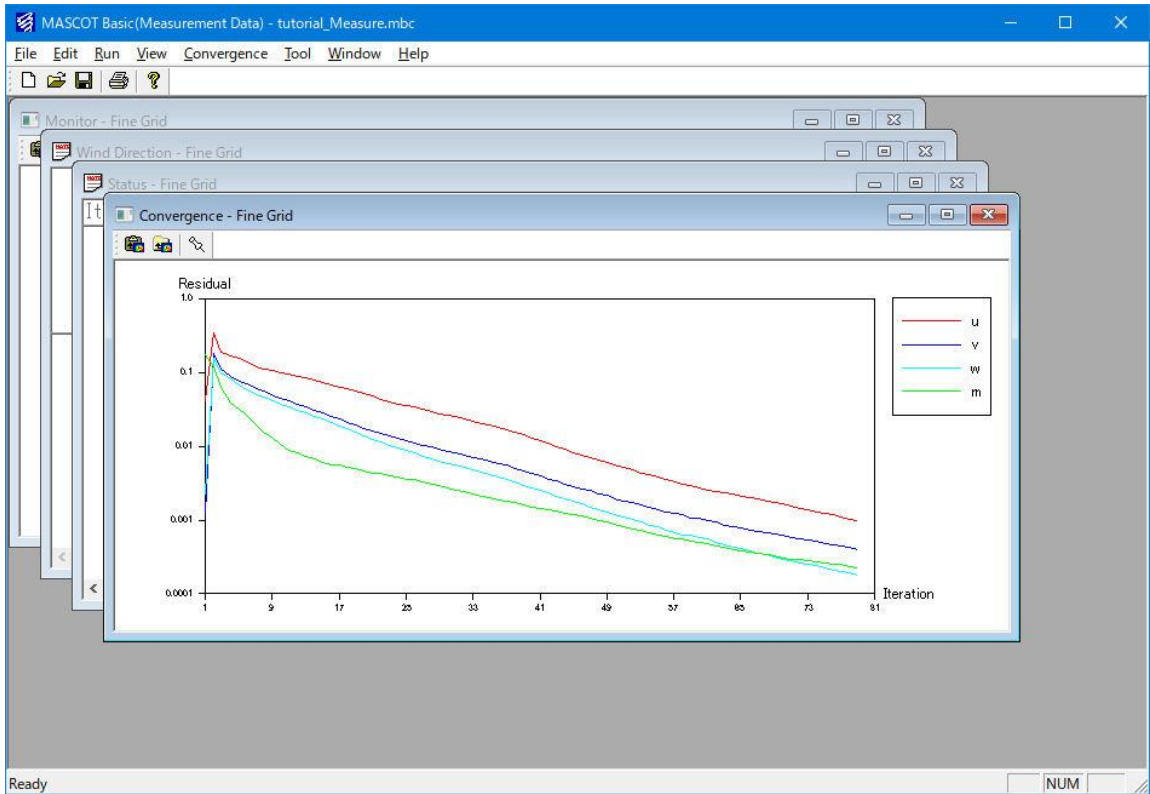 MASCOT Basic(Measurement Data) - tutorial_Measure.mbc
File Edit Run View Convergence Tool Window Help
Monitor - Fine Grid
Wind Direction - Fine Grid
Status - Fine Grid
It
Convergence - Fine Grid
Residual
1.0
0.1
0.01
0.001
0.0001
1 9 17 25 33 41 49 57 65 73 81
Iteration
u
v
w
m
Ready
NUM